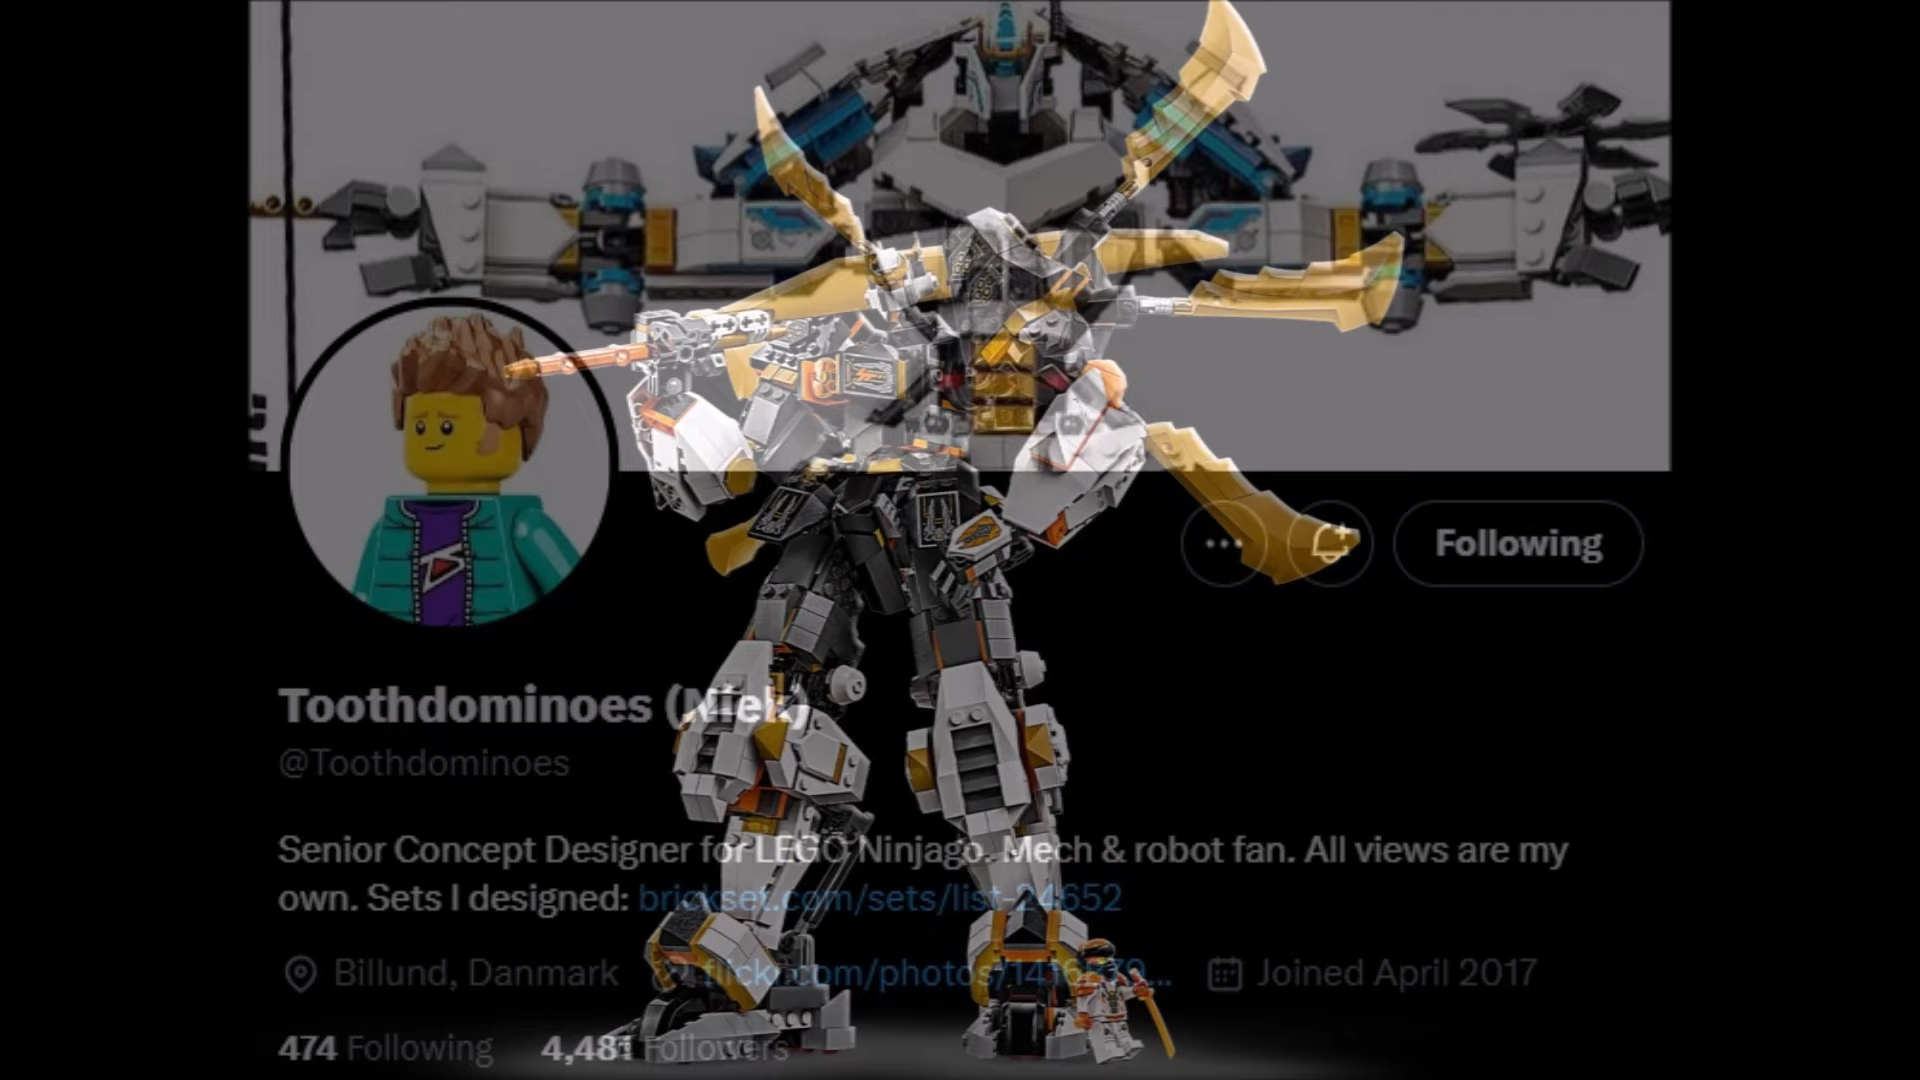 Following
Toothdominoes (Niek)
@Toothdominoes
Senior Concept Designer for LEGO Ninjago. Mech & robot fan. All views are my
own. Sets I designed: brickset.com/sets/list-24652
Billund, Danmark
Joined April 2017
474 Following 4,481 Followers